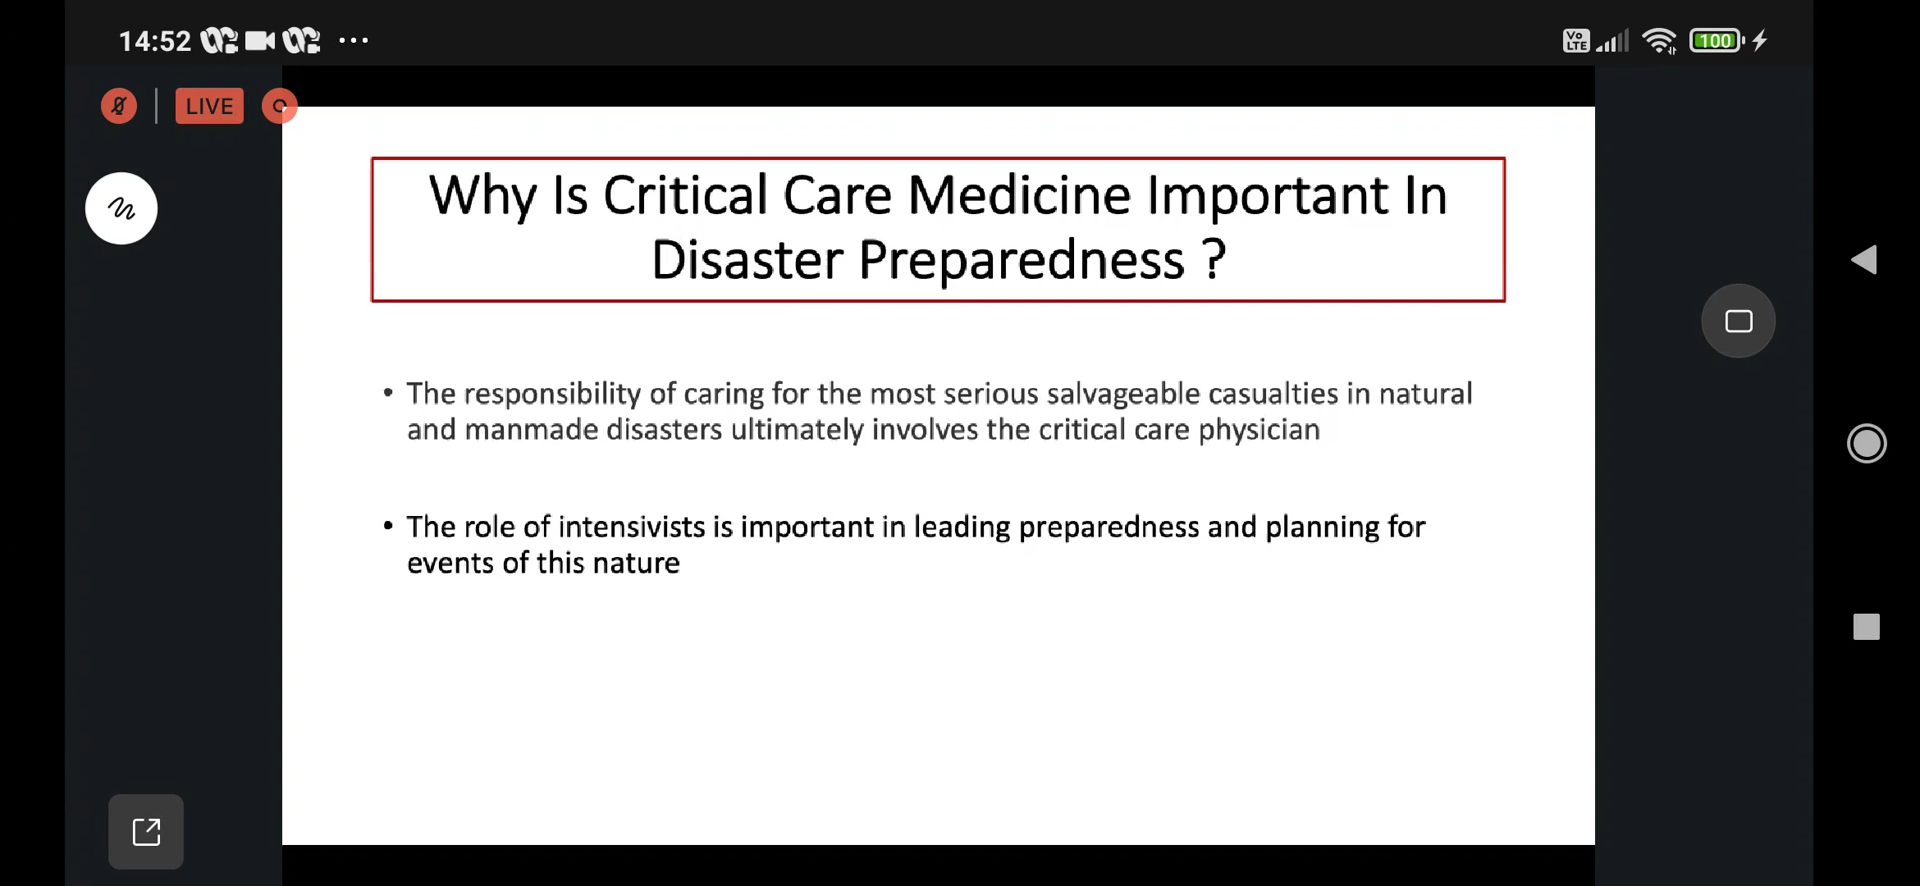 14:52
Vo
LTE
100
LIVE
Why Is Critical Care Medicine Important In
Disaster Preparedness ?
• The responsibility of caring for the most serious salvageable casualties in natural
and manmade disasters ultimately involves the critical care physician
• The role of intensivists is important in leading preparedness and planning for
events of this nature